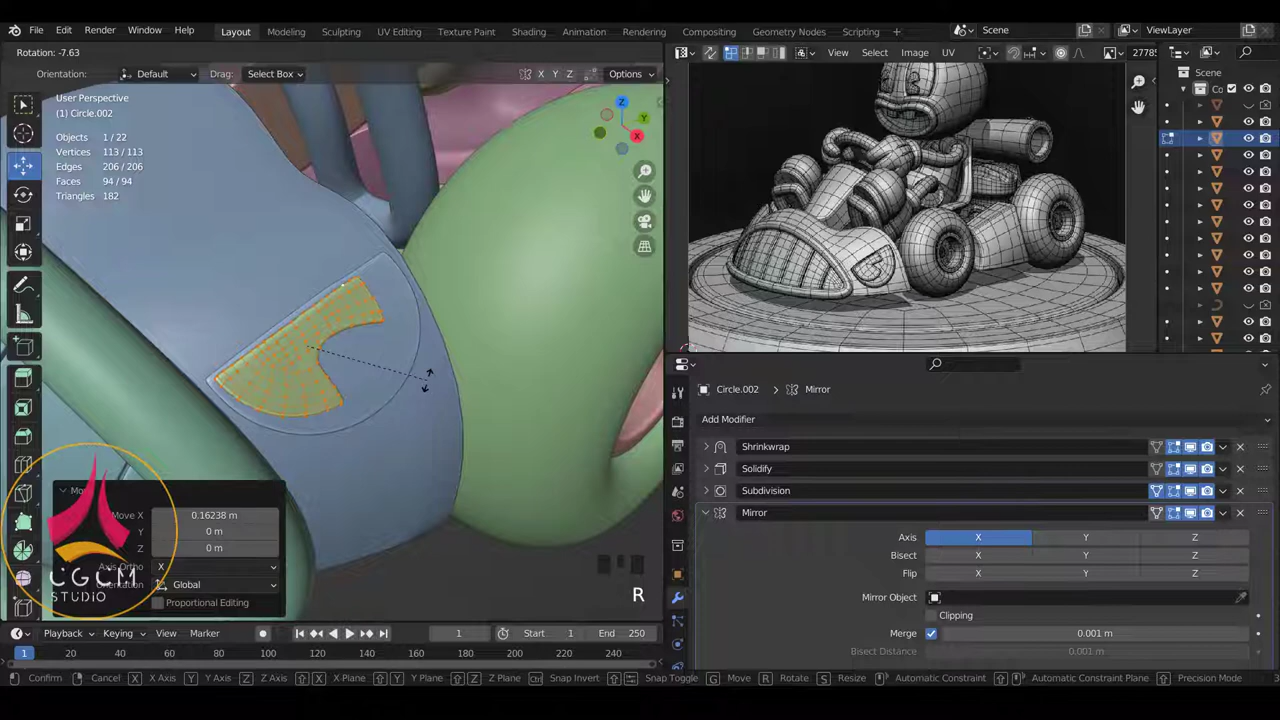 File Edit Render Window Help Layout Modeling Sculpting UV Editing Texture Paint Shading Animation Rendering Compositing Geometry Nodes Scripting + Scene ViewLayer
Rotation: -7.63
View Select Image UV 2778
Orientation: Default Drag: Select Box X Y Z Options
Scene
User Perspective
(1) Circle.002
Co
Objects 1 / 22
Vertices 113 / 113
Edges 206 / 206
Faces 94 / 94
Triangles 182
Z
Y
X
Circle.002 > Mirror
Add Modifier
Shrinkwrap
Solidify
Subdivision
Mirror
Axis X Y Z
Bisect X Y Z
Flip X Y Z
Mirror Object
Clipping
Merge 0.001 m
Bisect Distance 0.001 m
Move X 0.16238 m
Y 0 m
Z 0 m
Axis Ortho X
Orientation Global
Proportional Editing
CGCM
STUDIO
R
Playback Keying View Marker 1 Start 1 End 250
1 20 40 60 80 100 120 140 160 180 200 220 240
Confirm Cancel X X Axis Y Y Axis Z Z Axis X X Plane Y Y Plane Z Z Plane Ctrl Snap Invert Snap Toggle G Move R Rotate S Resize Automatic Constraint Automatic Constraint Plane Precision Mode